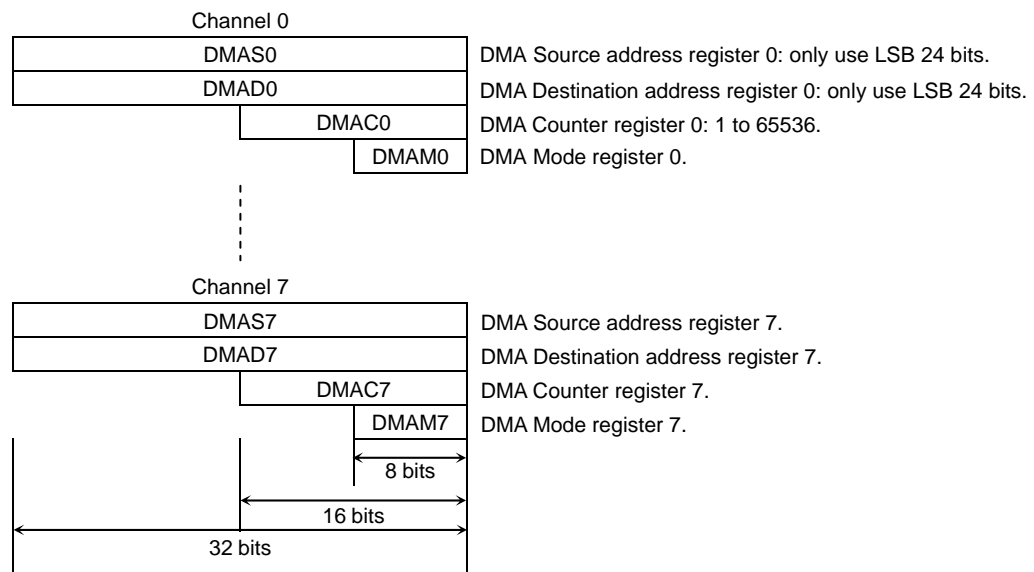 Channel 0
DMAS0 DMA Source address register 0: only use LSB 24 bits.
DMAD0 DMA Destination address register 0: only use LSB 24 bits.
DMAC0 DMA Counter register 0: 1 to 65536.
DMAM0 DMA Mode register 0.
Channel 7
DMAS7 DMA Source address register 7.
DMAD7 DMA Destination address register 7.
DMAC7 DMA Counter register 7.
DMAM7 DMA Mode register 7.
8 bits
16 bits
32 bits